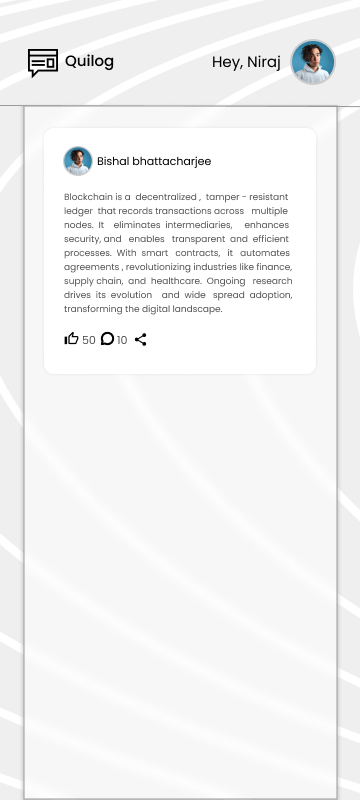 Quilog
Hey, Niraj
Bishal bhattacharjee
Blockchain is a decentralized , tamper - resistant
ledger that records transactions across multiple
nodes. It eliminates intermediaries, enhances
security, and enables transparent and efficient
processes. With smart contracts, it automates
agreements , revolutionizing industries like finance,
supply chain, and healthcare. Ongoing research
drives its evolution and wide spread adoption,
transforming the digital landscape.
50 10